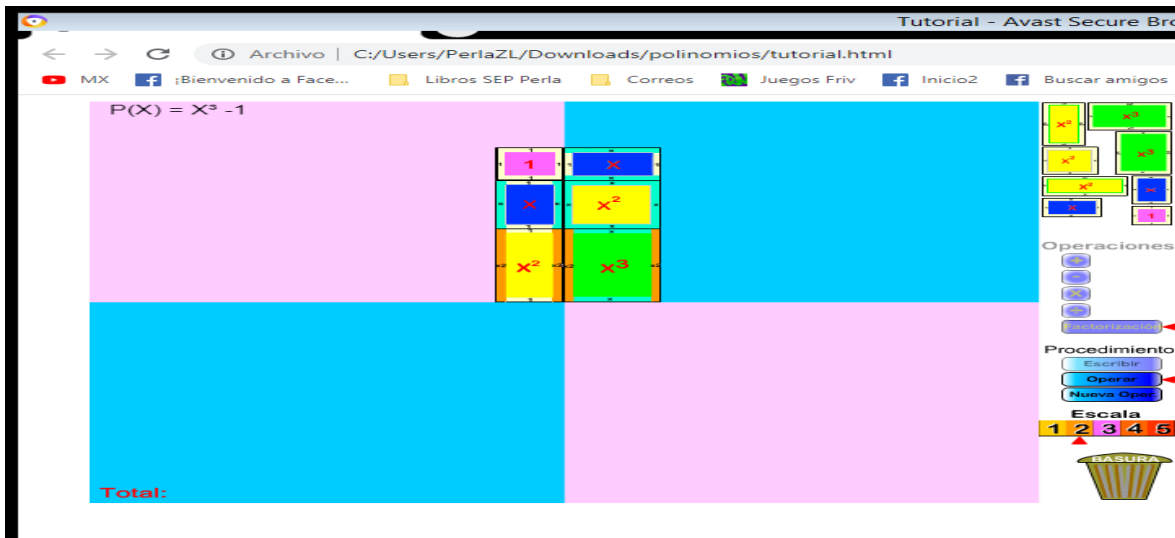 Tutorial - Avast Secure Bro
Archivo | C:/Users/PerlaZL/Downloads/polinomios/tutorial.html
MX ¡Bienvenido a Face... Libros SEP Perla Correos Juegos Friv Inicio2 Buscar amigos
P(X) = X³ -1
1 x
x x²
x² x³
x² x³
x² x³
x² x
x 1
Operaciones
Factorización
Procedimiento
Escribir
Operar
Nueva Oper.
Escala
1 2 3 4 5
BASURA
Total: